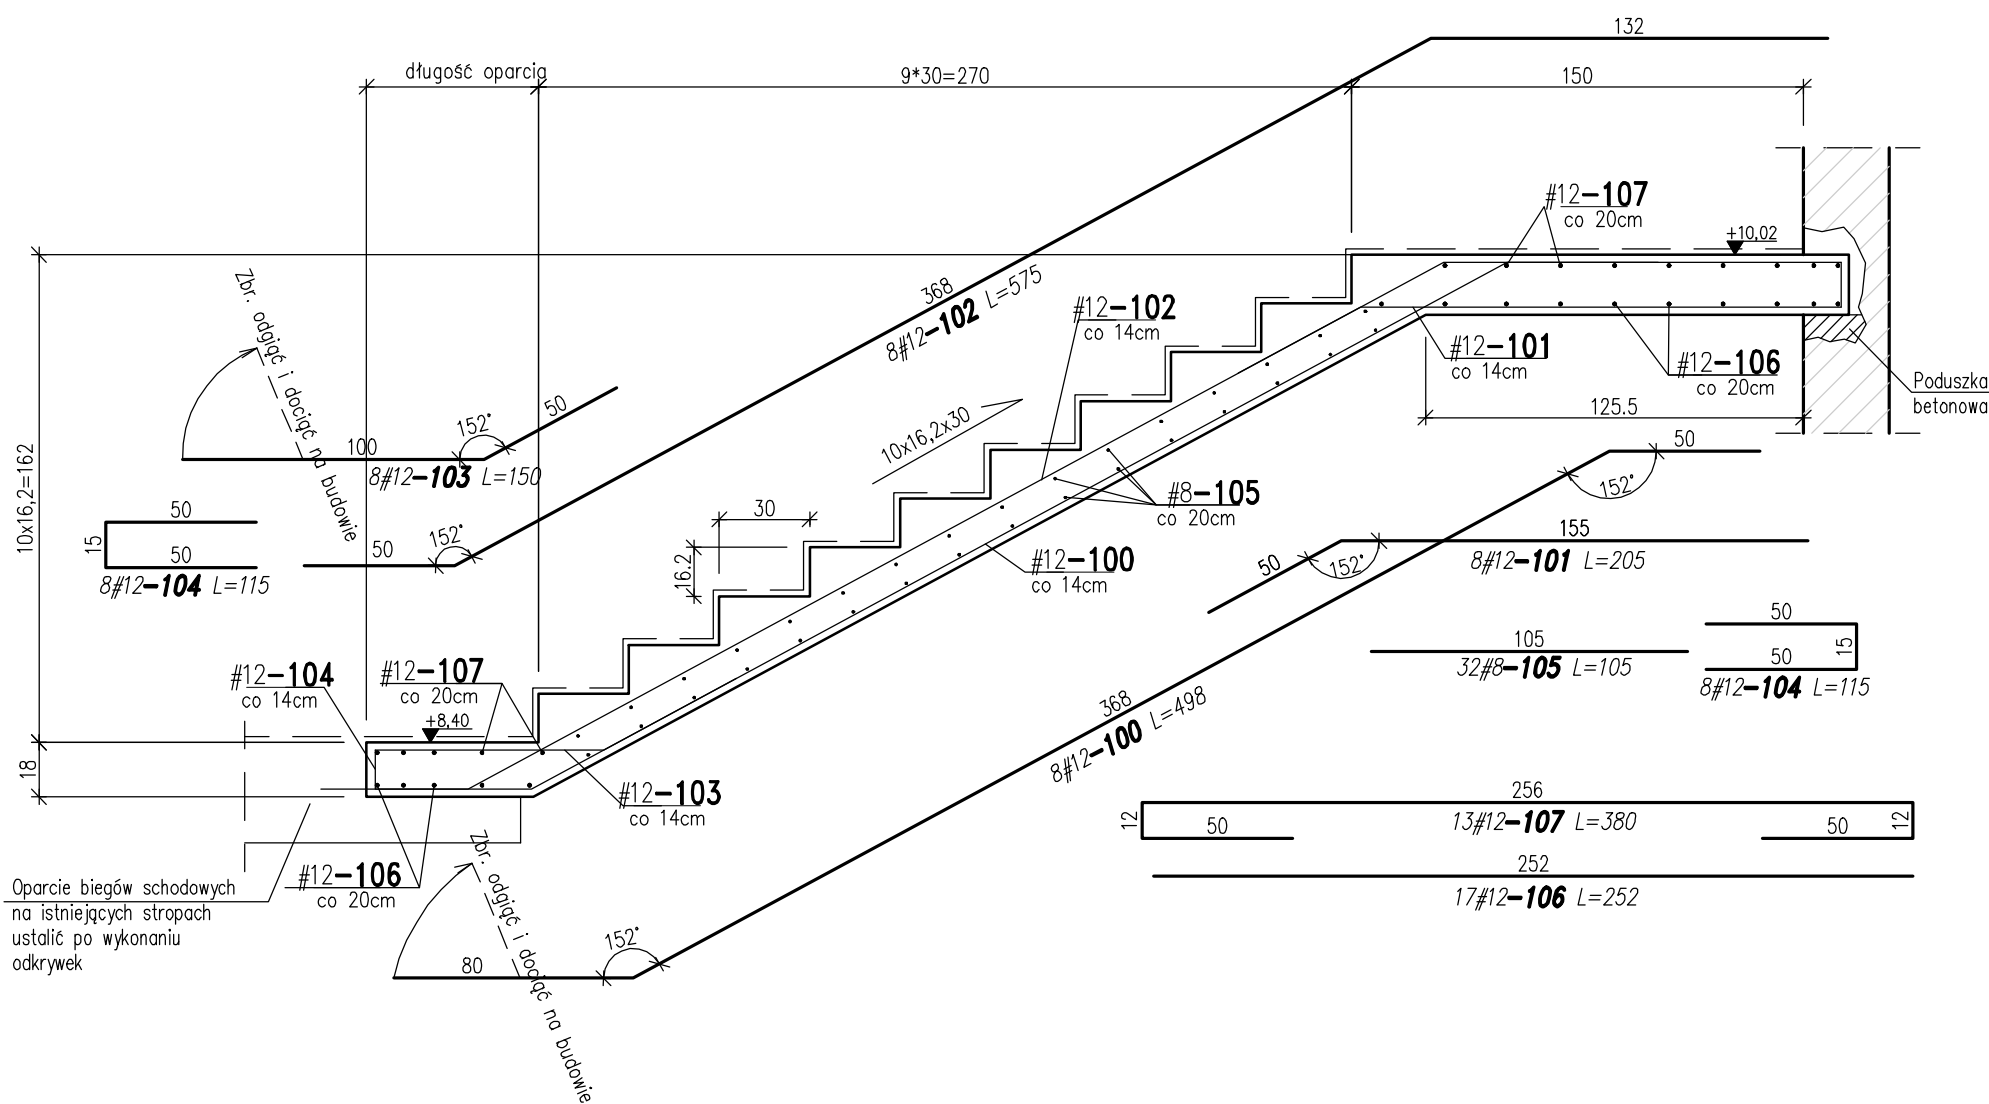 132
długość oparcia
9*30=270
150
#12-107
co 20cm
+10,02
Zbr. odgiąć i dociąć na budowie
368
8#12-102 L=575
#12-102
co 14cm
#12-101
co 14cm
#12-106
co 20cm
Poduszka
betonowa
125.5
10x16,2x30
152°
50
100
8#12-103 L=150
50
152°
10x16,2=162
50
15
50
8#12-104 L=115
50
152°
30
#8-105
co 20cm
155
8#12-101 L=205
50
152°
16.2
#12-100
co 14cm
50
15
50
8#12-104 L=115
105
32#8-105 L=105
#12-104
co 14cm
#12-107
co 20cm
+8,40
368
8#12-100 L=498
18
#12-103
co 14cm
256
12
50
13#12-107 L=380
50
12
252
17#12-106 L=252
#12-106
co 20cm
Oparcie biegów schodowych
na istniejących stropach
ustalić po wykonaniu
odkrywek
Zbr. odgiąć i dociąć na budowie
152°
80